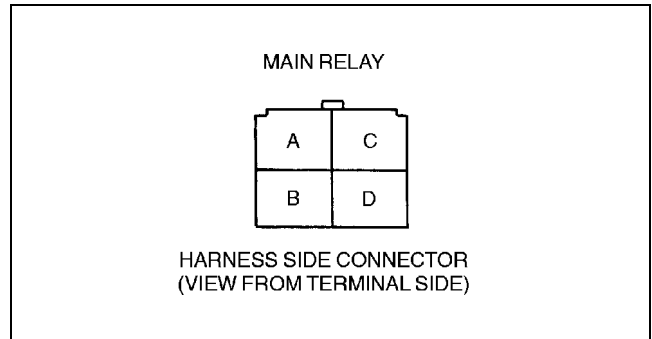 MAIN RELAY
A C
B D
HARNESS SIDE CONNECTOR
(VIEW FROM TERMINAL SIDE)